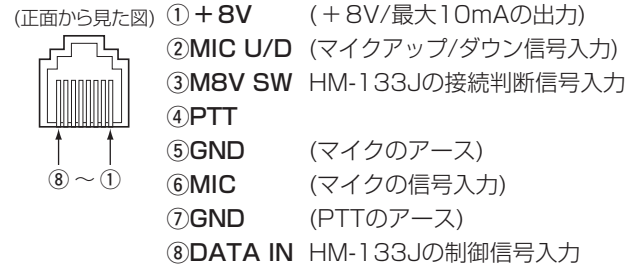 (正面から見た図)
⑧ ～ ①
①＋8V (＋8V/最大10mAの出力)
②MIC U/D (マイクアップ/ダウン信号入力)
③M8V SW HM-133Jの接続判断信号入力
④PTT
⑤GND (マイクのアース)
⑥MIC (マイクの信号入力)
⑦GND (PTTのアース)
⑧DATA IN HM-133Jの制御信号入力